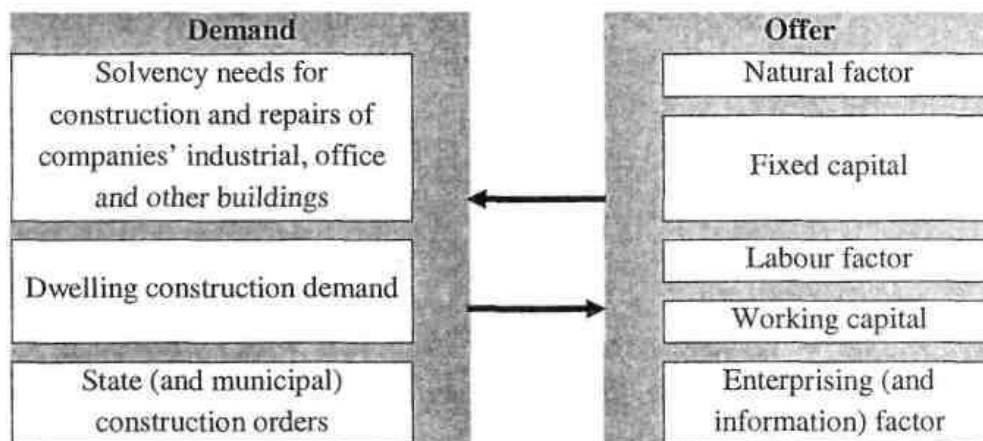 Demand
Solvency needs for
construction and repairs of
companies' industrial, office
and other buildings
Dwelling construction demand
State (and municipal)
construction orders
Offer
Natural factor
Fixed capital
Labour factor
Working capital
Enterprising (and
information) factor